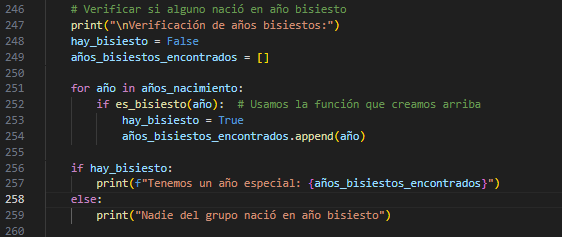 246 # Verificar si alguno nació en año bisiesto
247 print("\nVerificación de años bisiestos:")
248 hay_bisiesto = False
249 años_bisiestos_encontrados = []
250
251 for año in años_nacimiento:
252 if es_bisiesto(año):  # Usamos la función que creamos arriba
253 hay_bisiesto = True
254 años_bisiestos_encontrados.append(año)
255
256 if hay_bisiesto:
257 print(f"Tenemos un año especial: {años_bisiestos_encontrados}")
258 else:
259 print("Nadie del grupo nació en año bisiesto")
260